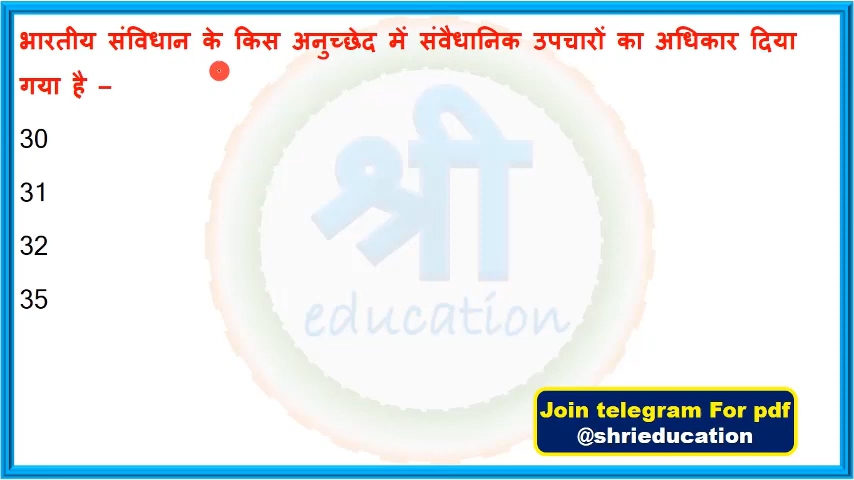 भारतीय संविधान के किस अनुच्छेद में संवैधानिक उपचारों का अधिकार दिया
गया है –
30
31
32
35
श्री
education
Join telegram For pdf
@shrieducation